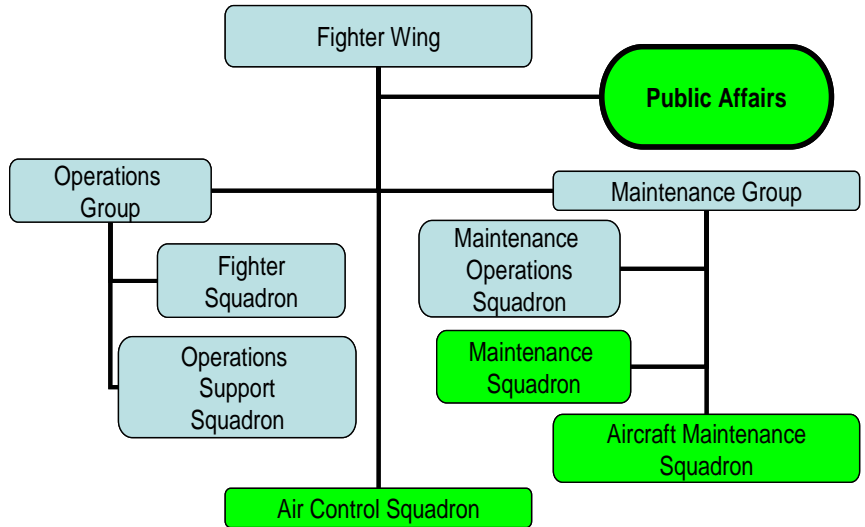 Fighter Wing
Public Affairs
Operations
Group
Maintenance Group
Fighter
Squadron
Maintenance
Operations
Squadron
Operations
Support
Squadron
Maintenance
Squadron
Aircraft Maintenance
Squadron
Air Control Squadron